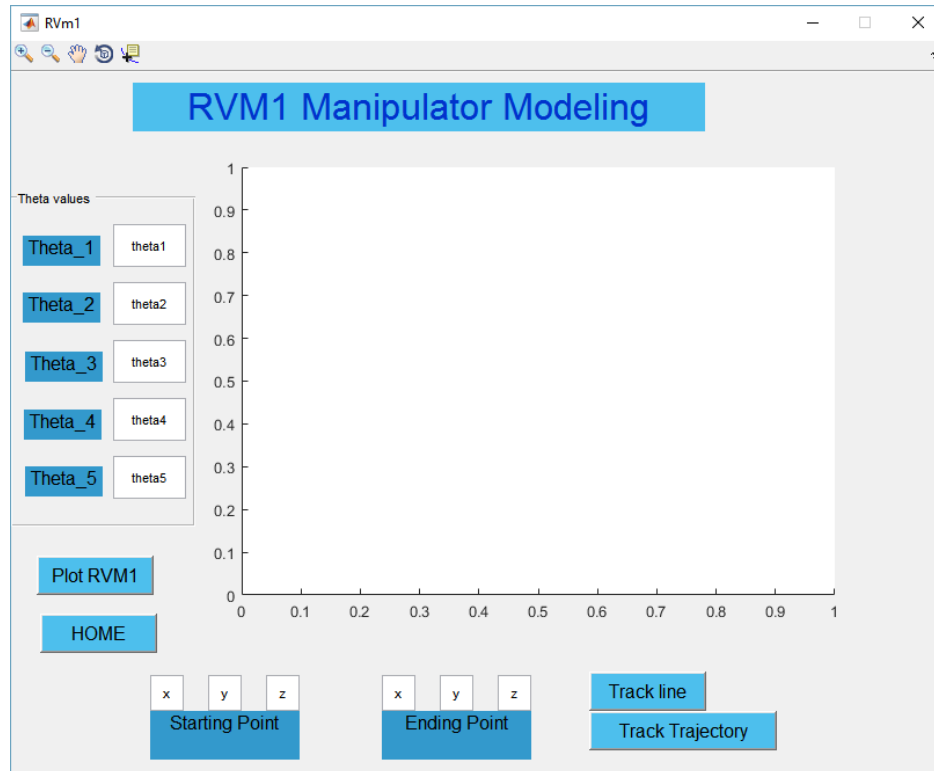 RVm1
RVM1 Manipulator Modeling
Theta values
Theta_1 theta1
Theta_2 theta2
Theta_3 theta3
Theta_4 theta4
Theta_5 theta5
Plot RVM1
HOME
1
0.9
0.8
0.7
0.6
0.5
0.4
0.3
0.2
0.1
0
0 0.1 0.2 0.3 0.4 0.5 0.6 0.7 0.8 0.9 1
x y z
Starting Point
x y z
Ending Point
Track line
Track Trajectory